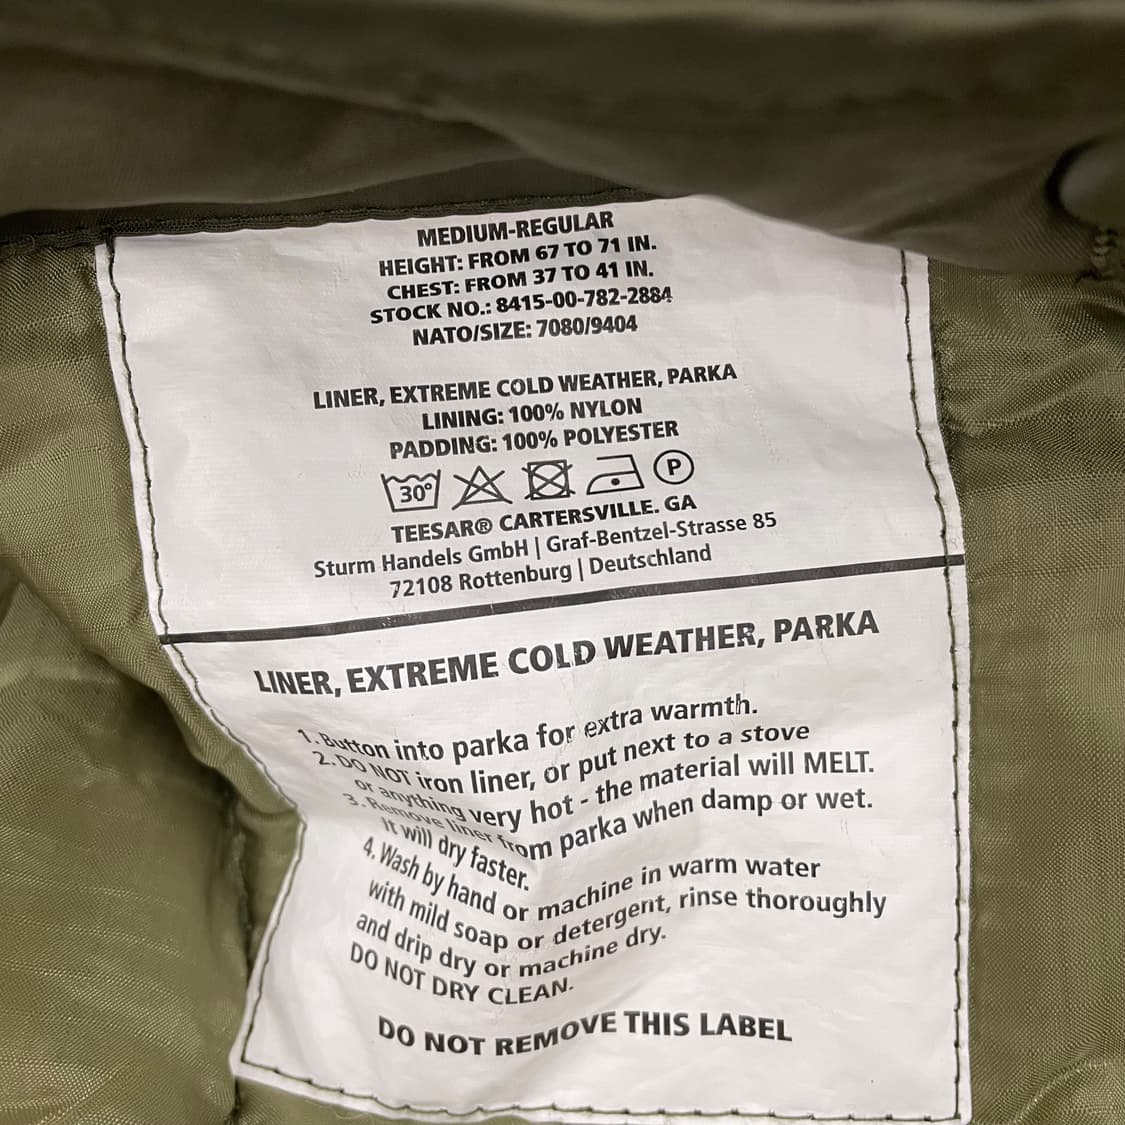 MEDIUM-REGULAR
HEIGHT: FROM 67 TO 71 IN.
CHEST: FROM 37 TO 41 IN.
STOCK NO.: 8415-00-782-2884
NATO/SIZE: 7080/9404
LINER, EXTREME COLD WEATHER, PARKA
LINING: 100% NYLON
PADDING: 100% POLYESTER
30° P
TEESAR® CARTERSVILLE. GA
Sturm Handels GmbH | Graf-Bentzel-Strasse 85
72108 Rottenburg | Deutschland
LINER, EXTREME COLD WEATHER, PARKA
1. Button into parka for extra warmth.
2. DO NOT iron liner, or put next to a stove
or anything very hot - the material will MELT.
3. Remove liner from parka when damp or wet.
It will dry faster.
4. Wash by hand or machine in warm water
with mild soap or detergent, rinse thoroughly
and drip dry or machine dry.
DO NOT DRY CLEAN.
DO NOT REMOVE THIS LABEL